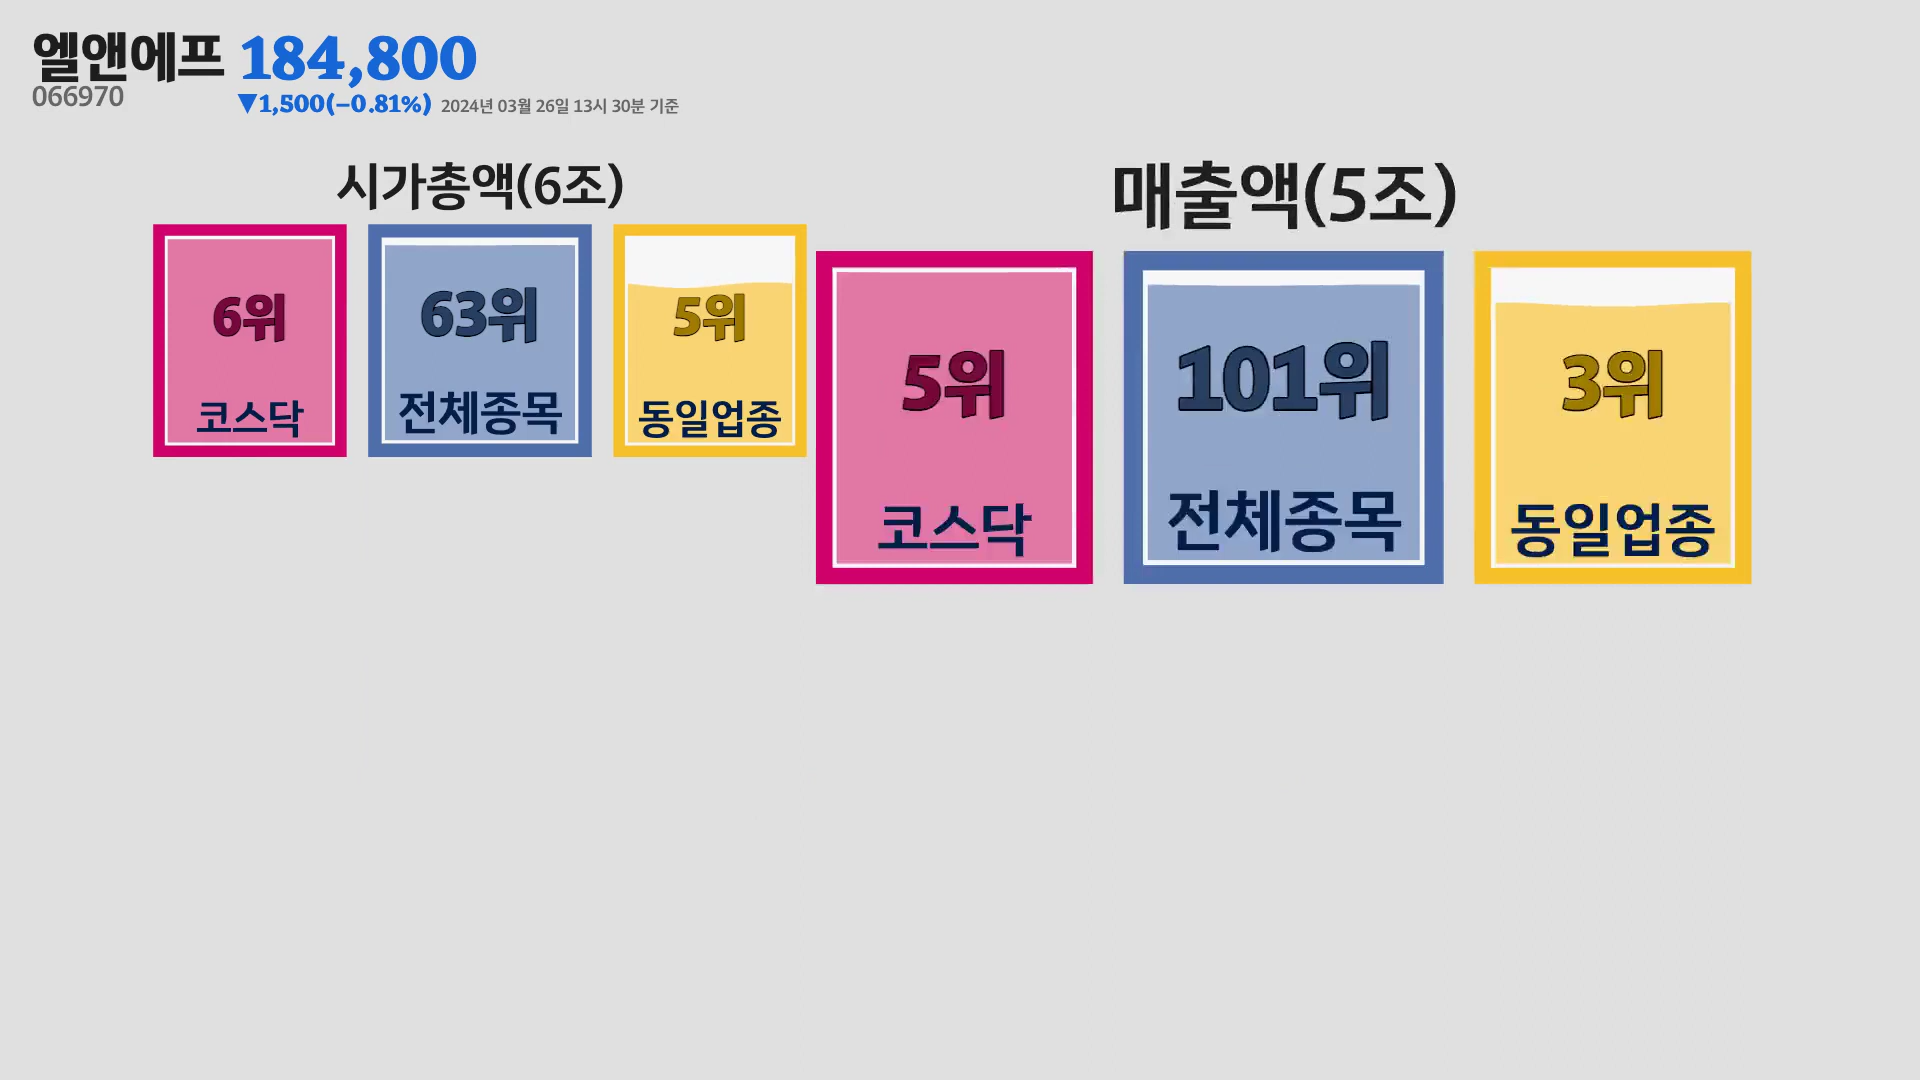 엘앤에프 184,800
066970
▼1,500(-0.81%) 2024년 03월 26일 13시 30분 기준
시가총액(6조)
6위
코스닥
63위
전체종목
5위
동일업종
매출액(5조)
5위
코스닥
101위
전체종목
3위
동일업종